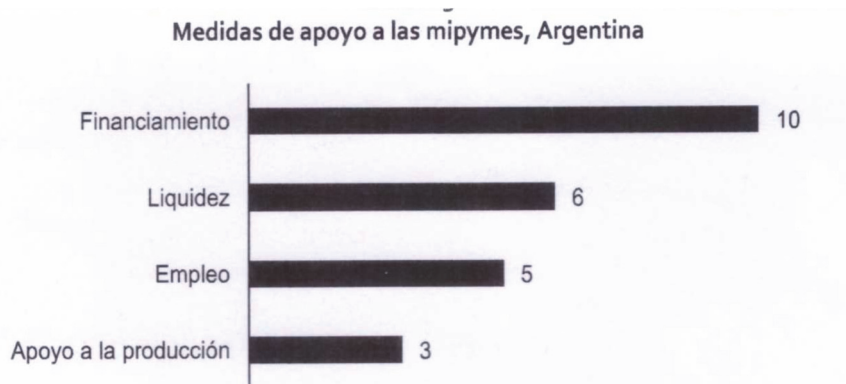 Medidas de apoyo a las mipymes, Argentina
Financiamiento 10
Liquidez 6
Empleo 5
Apoyo a la producción 3